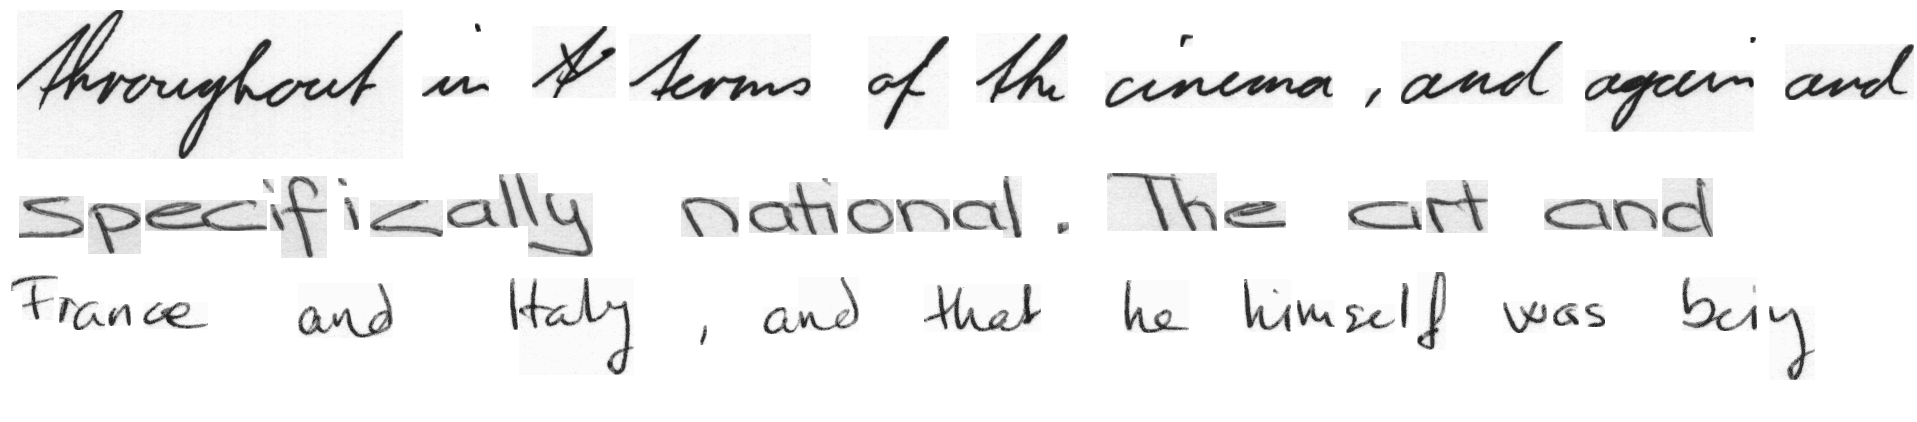 throughout in terms of the cinema, and again and
specifically national. The art and
France and Italy, and that he himself was being